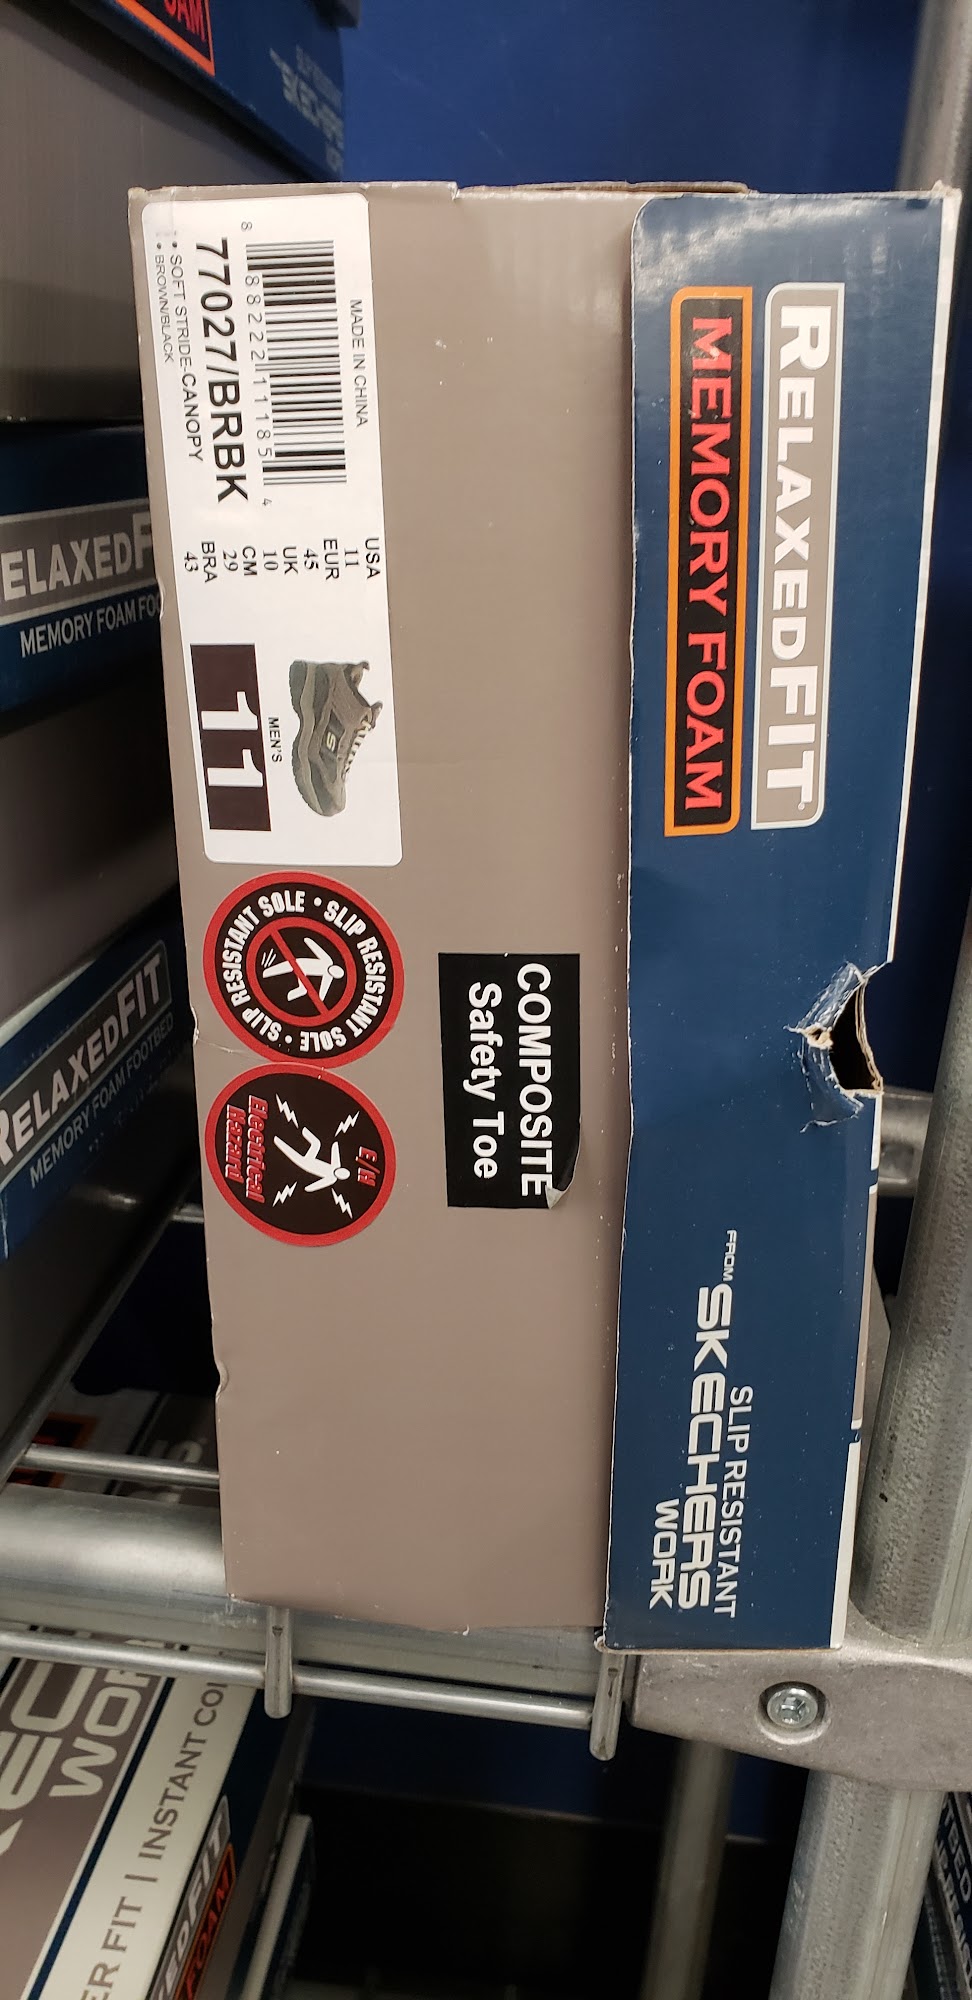 RELAXEDFIT®
MEMORY FOAM
FROM
SLIP RESISTANT
SKECHERS
WORK
COMPOSITE
Safety Toe
MADE IN CHINA
8 88222 11185 4
77027/BRBK
• SOFT STRIDE-CANOPY
• BROWN/BLACK
USA
11
EUR
45
UK
10
CM
29
BRA
43
MEN'S
11
SLIP RESISTANT SOLE • SLIP RESISTANT SOLE •
E/H
Electrical
Hazard
RELAXEDFIT
MEMORY FOAM FOOTBED
MEMORY FOAM
SKECHERS
INSTANT